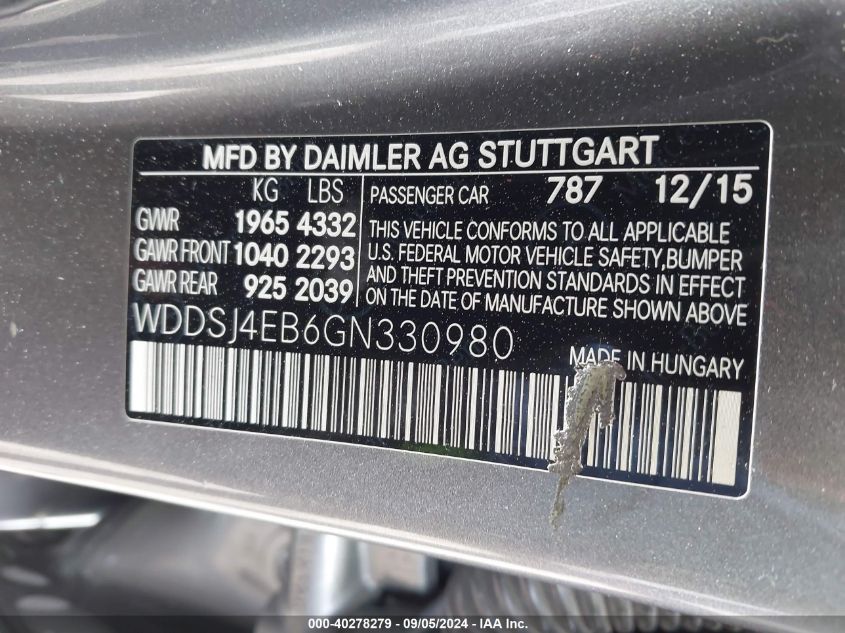 MFD BY DAIMLER AG STUTTGART
KG LBS
GVWR 1965 4332
GAWR FRONT 1040 2293
GAWR REAR 925 2039
PASSENGER CAR 787 12/15
THIS VEHICLE CONFORMS TO ALL APPLICABLE
U.S. FEDERAL MOTOR VEHICLE SAFETY,BUMPER
AND THEFT PREVENTION STANDARDS IN EFFECT
ON THE DATE OF MANUFACTURE SHOWN ABOVE
WDDSJ4EB6GN330980
MADE IN HUNGARY
000-40278279 - 09/05/2024 - IAA, Inc.